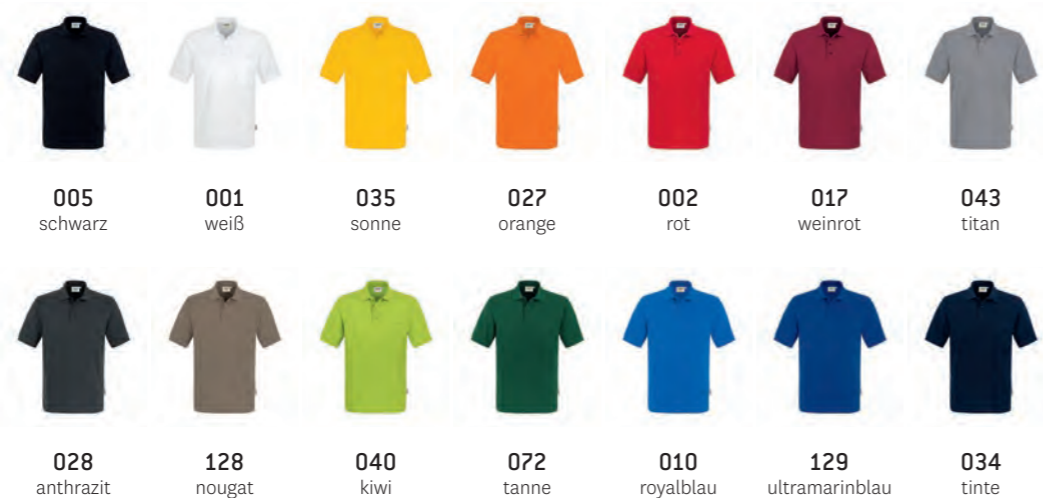 005 001 035 027 002 017 043
schwarz weiß sonne orange rot weinrot titan
028 128 040 072 010 129 034
anthrazit nougat kiwi tanne royalblau ultramarinblau tinte